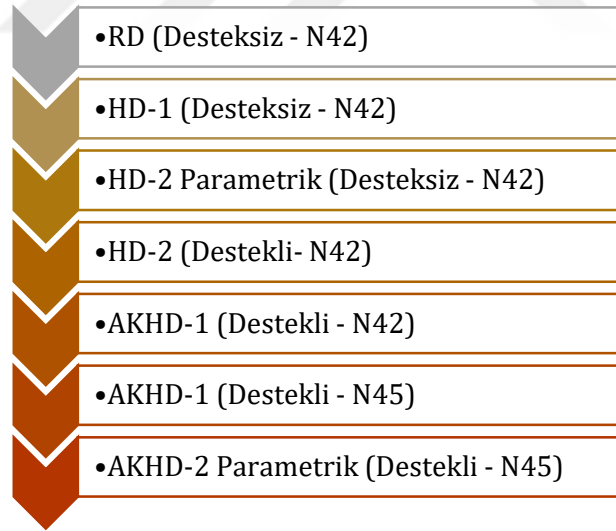 •RD (Desteksiz - N42)
•HD-1 (Desteksiz - N42)
•HD-2 Parametrik (Desteksiz - N42)
•HD-2 (Destekli- N42)
•AKHD-1 (Destekli - N42)
•AKHD-1 (Destekli - N45)
•AKHD-2 Parametrik (Destekli - N45)